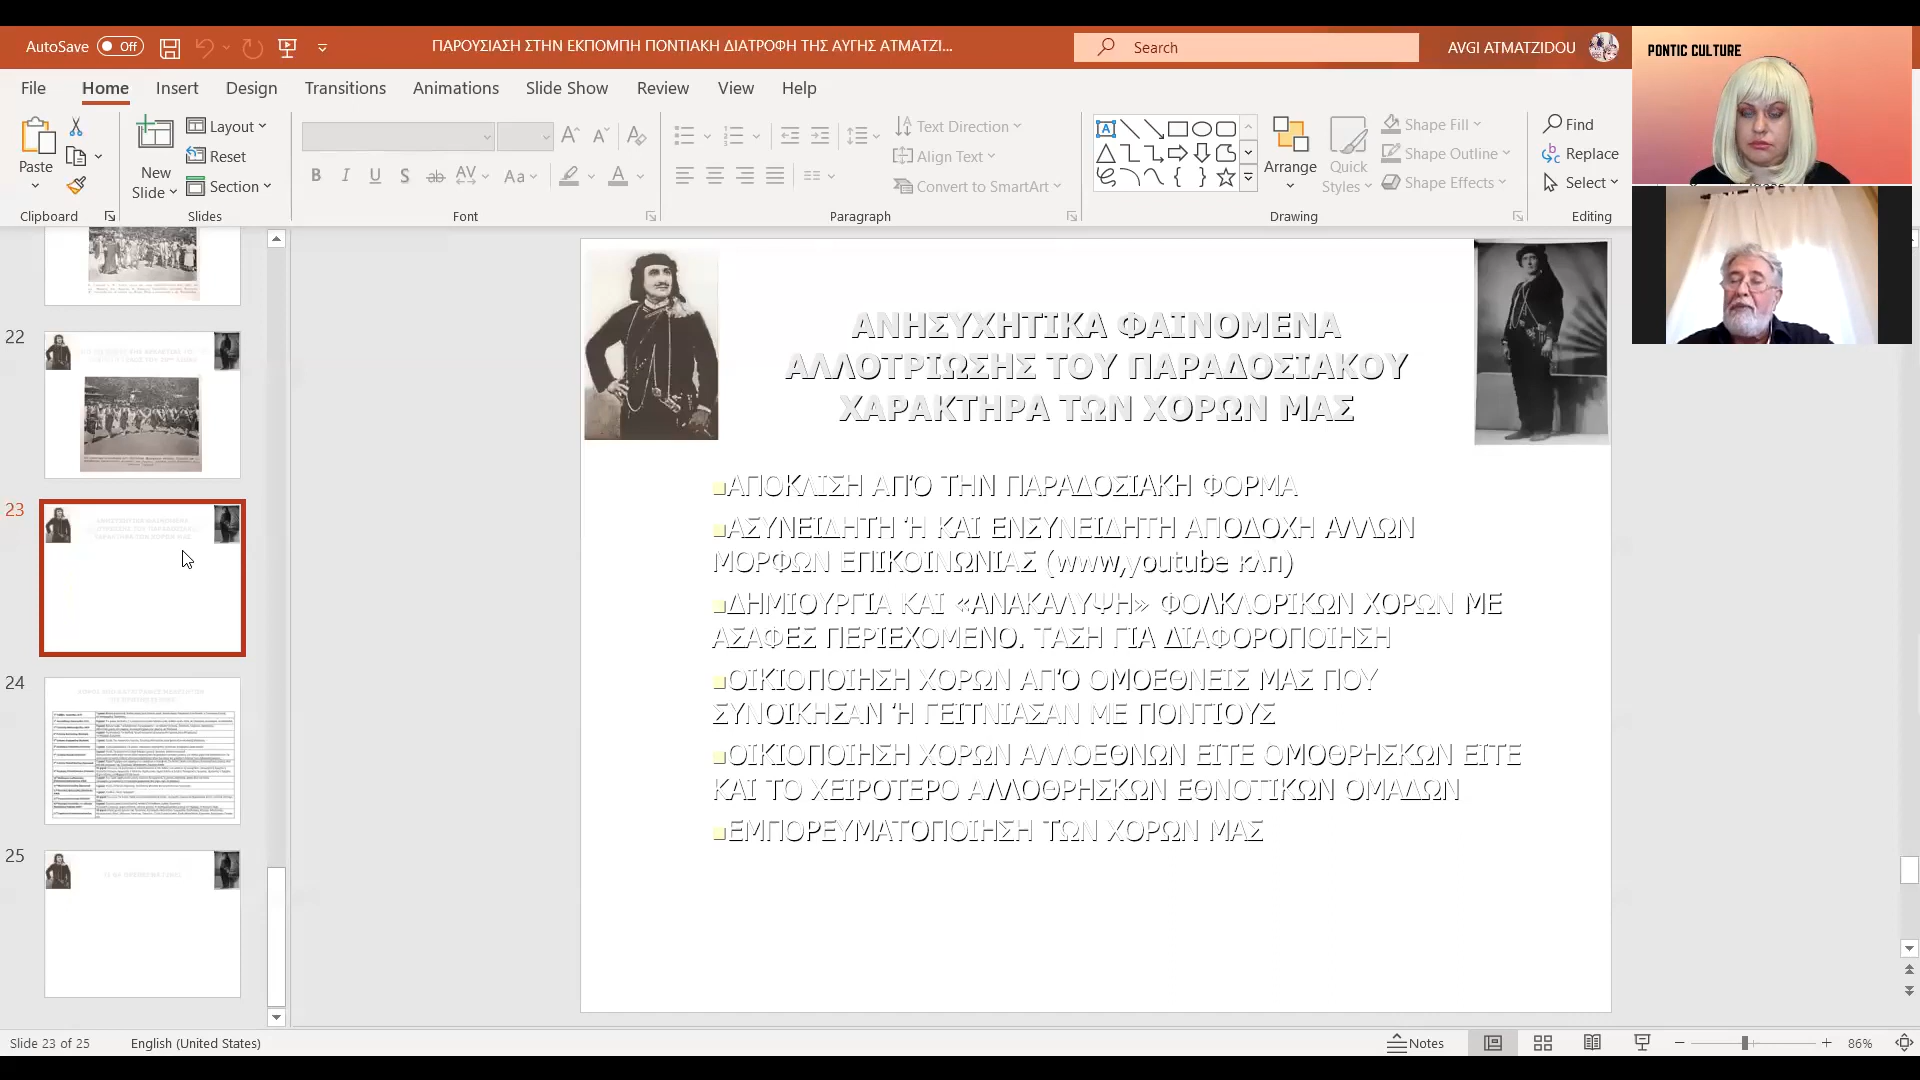 AutoSave Off
ΠΑΡΟΥΣΙΑΣΗ ΣΤΗΝ ΕΚΠΟΜΠΗ ΠΟΝΤΙΑΚΗ ΔΙΑΤΡΟΦΗ ΤΗΣ ΑΥΓΗΣ ΑΤΜΑΤΖΙ...
Search
AVGI ATMATZIDOU
PONTIC CULTURE
File Home Insert Design Transitions Animations Slide Show Review View Help
Paste
Clipboard
New
Slide
Layout
Reset
Section
Slides
Font
Text Direction
Align Text
Convert to SmartArt
Paragraph
Arrange
Quick
Styles
Shape Fill
Shape Outline
Shape Effects
Drawing
Find
Replace
Select
Editing
22
23
24
25
ΑΝΗΣΥΧΗΤΙΚΑ ΦΑΙΝΟΜΕΝΑ
ΑΛΛΟΤΡΙΩΣΗΣ ΤΟΥ ΠΑΡΑΔΟΣΙΑΚΟΥ
ΧΑΡΑΚΤΗΡΑ ΤΩΝ ΧΟΡΩΝ ΜΑΣ
ΑΠΟΚΛΙΣΗ ΑΠ'Ο ΤΗΝ ΠΑΡΑΔΟΣΙΑΚΗ ΦΟΡΜΑ
ΑΣΥΝΕΙΔΗΤΗ Ή ΚΑΙ ΕΝΣΥΝΕΙΔΗΤΗ ΑΠΟΔΟΧΗ ΑΛΛΩΝ
ΜΟΡΦΩΝ ΕΠΙΚΟΙΝΩΝΙΑΣ (www,youtube κλπ)
ΔΗΜΙΟΥΡΓΙΑ ΚΑΙ «ΑΝΑΚΑΛΥΨΗ» ΦΟΛΚΛΟΡΙΚΩΝ ΧΟΡΩΝ ΜΕ
ΑΣΑΦΕΣ ΠΕΡΙΕΧΟΜΕΝΟ. ΤΑΣΗ ΓΙΑ ΔΙΑΦΟΡΟΠΟΙΗΣΗ
ΟΙΚΙΟΠΟΙΗΣΗ ΧΟΡΩΝ ΑΠ'Ο ΟΜΟΕΘΝΕΙΣ ΜΑΣ ΠΟΥ
ΣΥΝΟΙΚΗΣΑΝ Ή ΓΕΙΤΝΙΑΣΑΝ ΜΕ ΠΟΝΤΙΟΥΣ
ΟΙΚΙΟΠΟΙΗΣΗ ΧΟΡΩΝ ΑΛΛΟΕΘΝΩΝ ΕΙΤΕ ΟΜΟΘΡΗΣΚΩΝ ΕΙΤΕ
ΚΑΙ ΤΟ ΧΕΙΡΟΤΕΡΟ ΑΛΛΟΘΡΗΣΚΩΝ ΕΘΝΟΤΙΚΩΝ ΟΜΑΔΩΝ
ΕΜΠΟΡΕΥΜΑΤΟΠΟΙΗΣΗ ΤΩΝ ΧΟΡΩΝ ΜΑΣ
Slide 23 of 25
English (United States)
Notes
86%